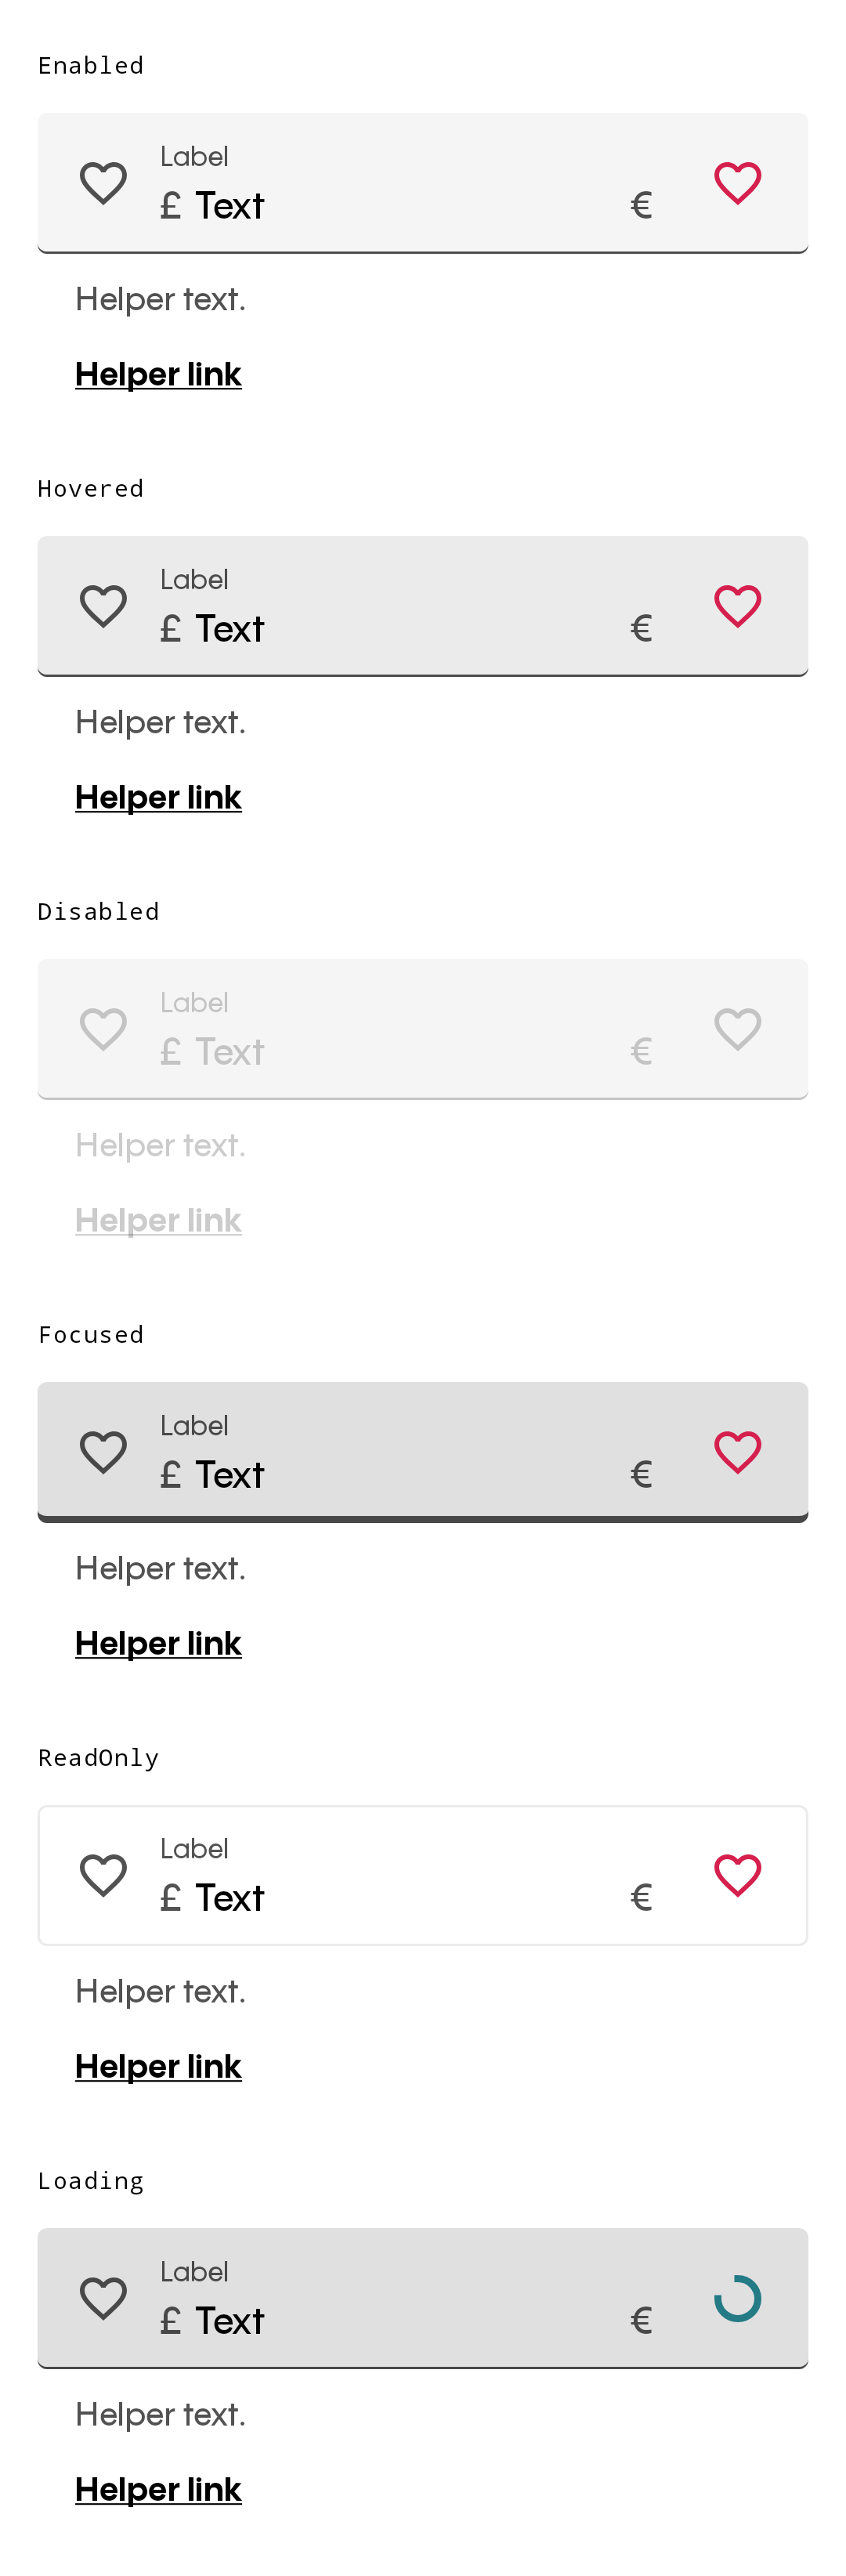 Enabled
Label
£ Text €
Helper text.
Helper link
Hovered
Label
£ Text €
Helper text.
Helper link
Disabled
Label
£ Text €
Helper text.
Helper link
Focused
Label
£ Text €
Helper text.
Helper link
ReadOnly
Label
£ Text €
Helper text.
Helper link
Loading
Label
£ Text €
Helper text.
Helper link